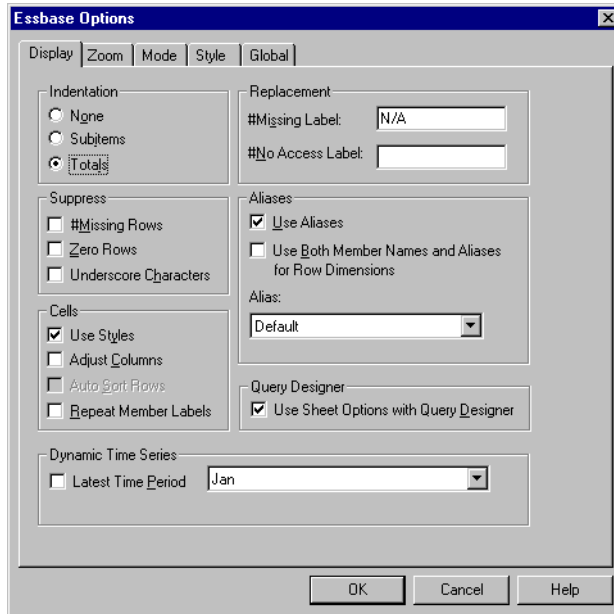 Essbase Options
Display Zoom Mode Style Global
Indentation
None
Subitems
Totals
Replacement
#Missing Label: N/A
#No Access Label:
Suppress
#Missing Rows
Zero Rows
Underscore Characters
Aliases
Use Aliases
Use Both Member Names and Aliases
for Row Dimensions
Alias:
Default
Cells
Use Styles
Adjust Columns
Auto Sort Rows
Repeat Member Labels
Query Designer
Use Sheet Options with Query Designer
Dynamic Time Series
Latest Time Period Jan
OK Cancel Help